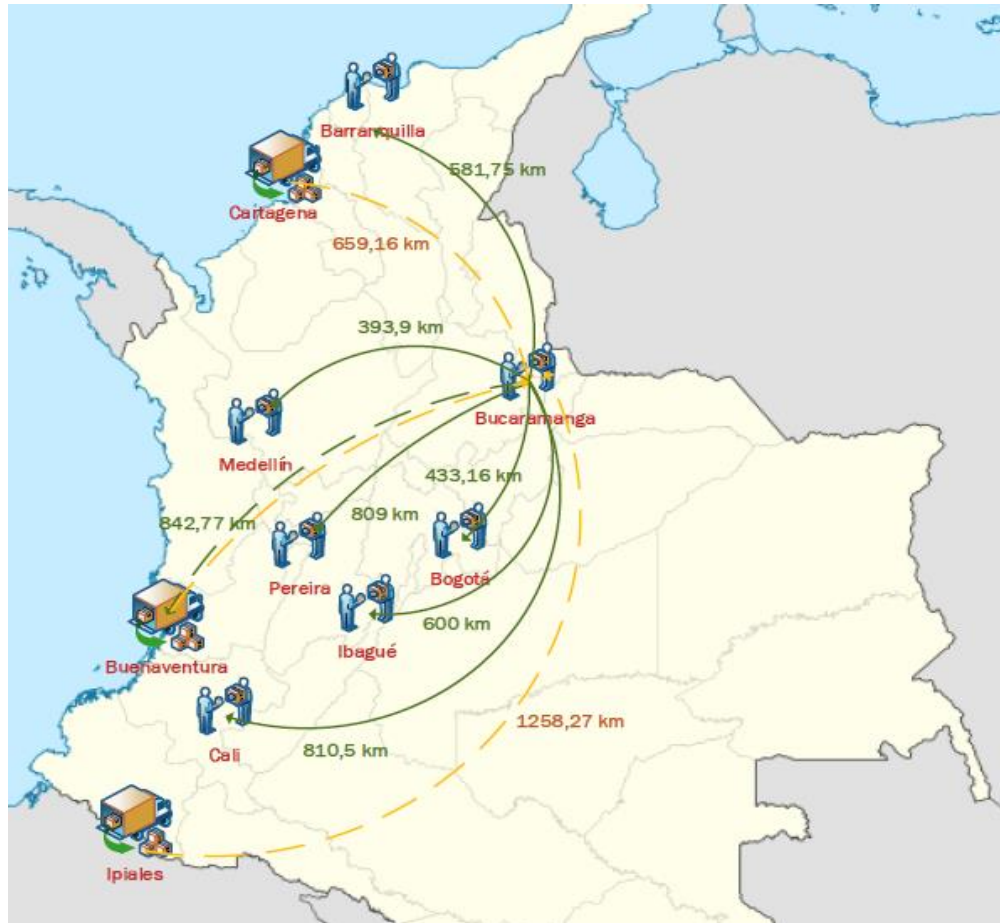 Barranquilla
581,75 km
Cartagena
659,16 km
393,9 km
Bucaramanga
Medellín
433,16 km
842,77 km
809 km
Pereira
Bogotá
600 km
Ibagué
Buenaventura
1258,27 km
Cali
810,5 km
Ipiales